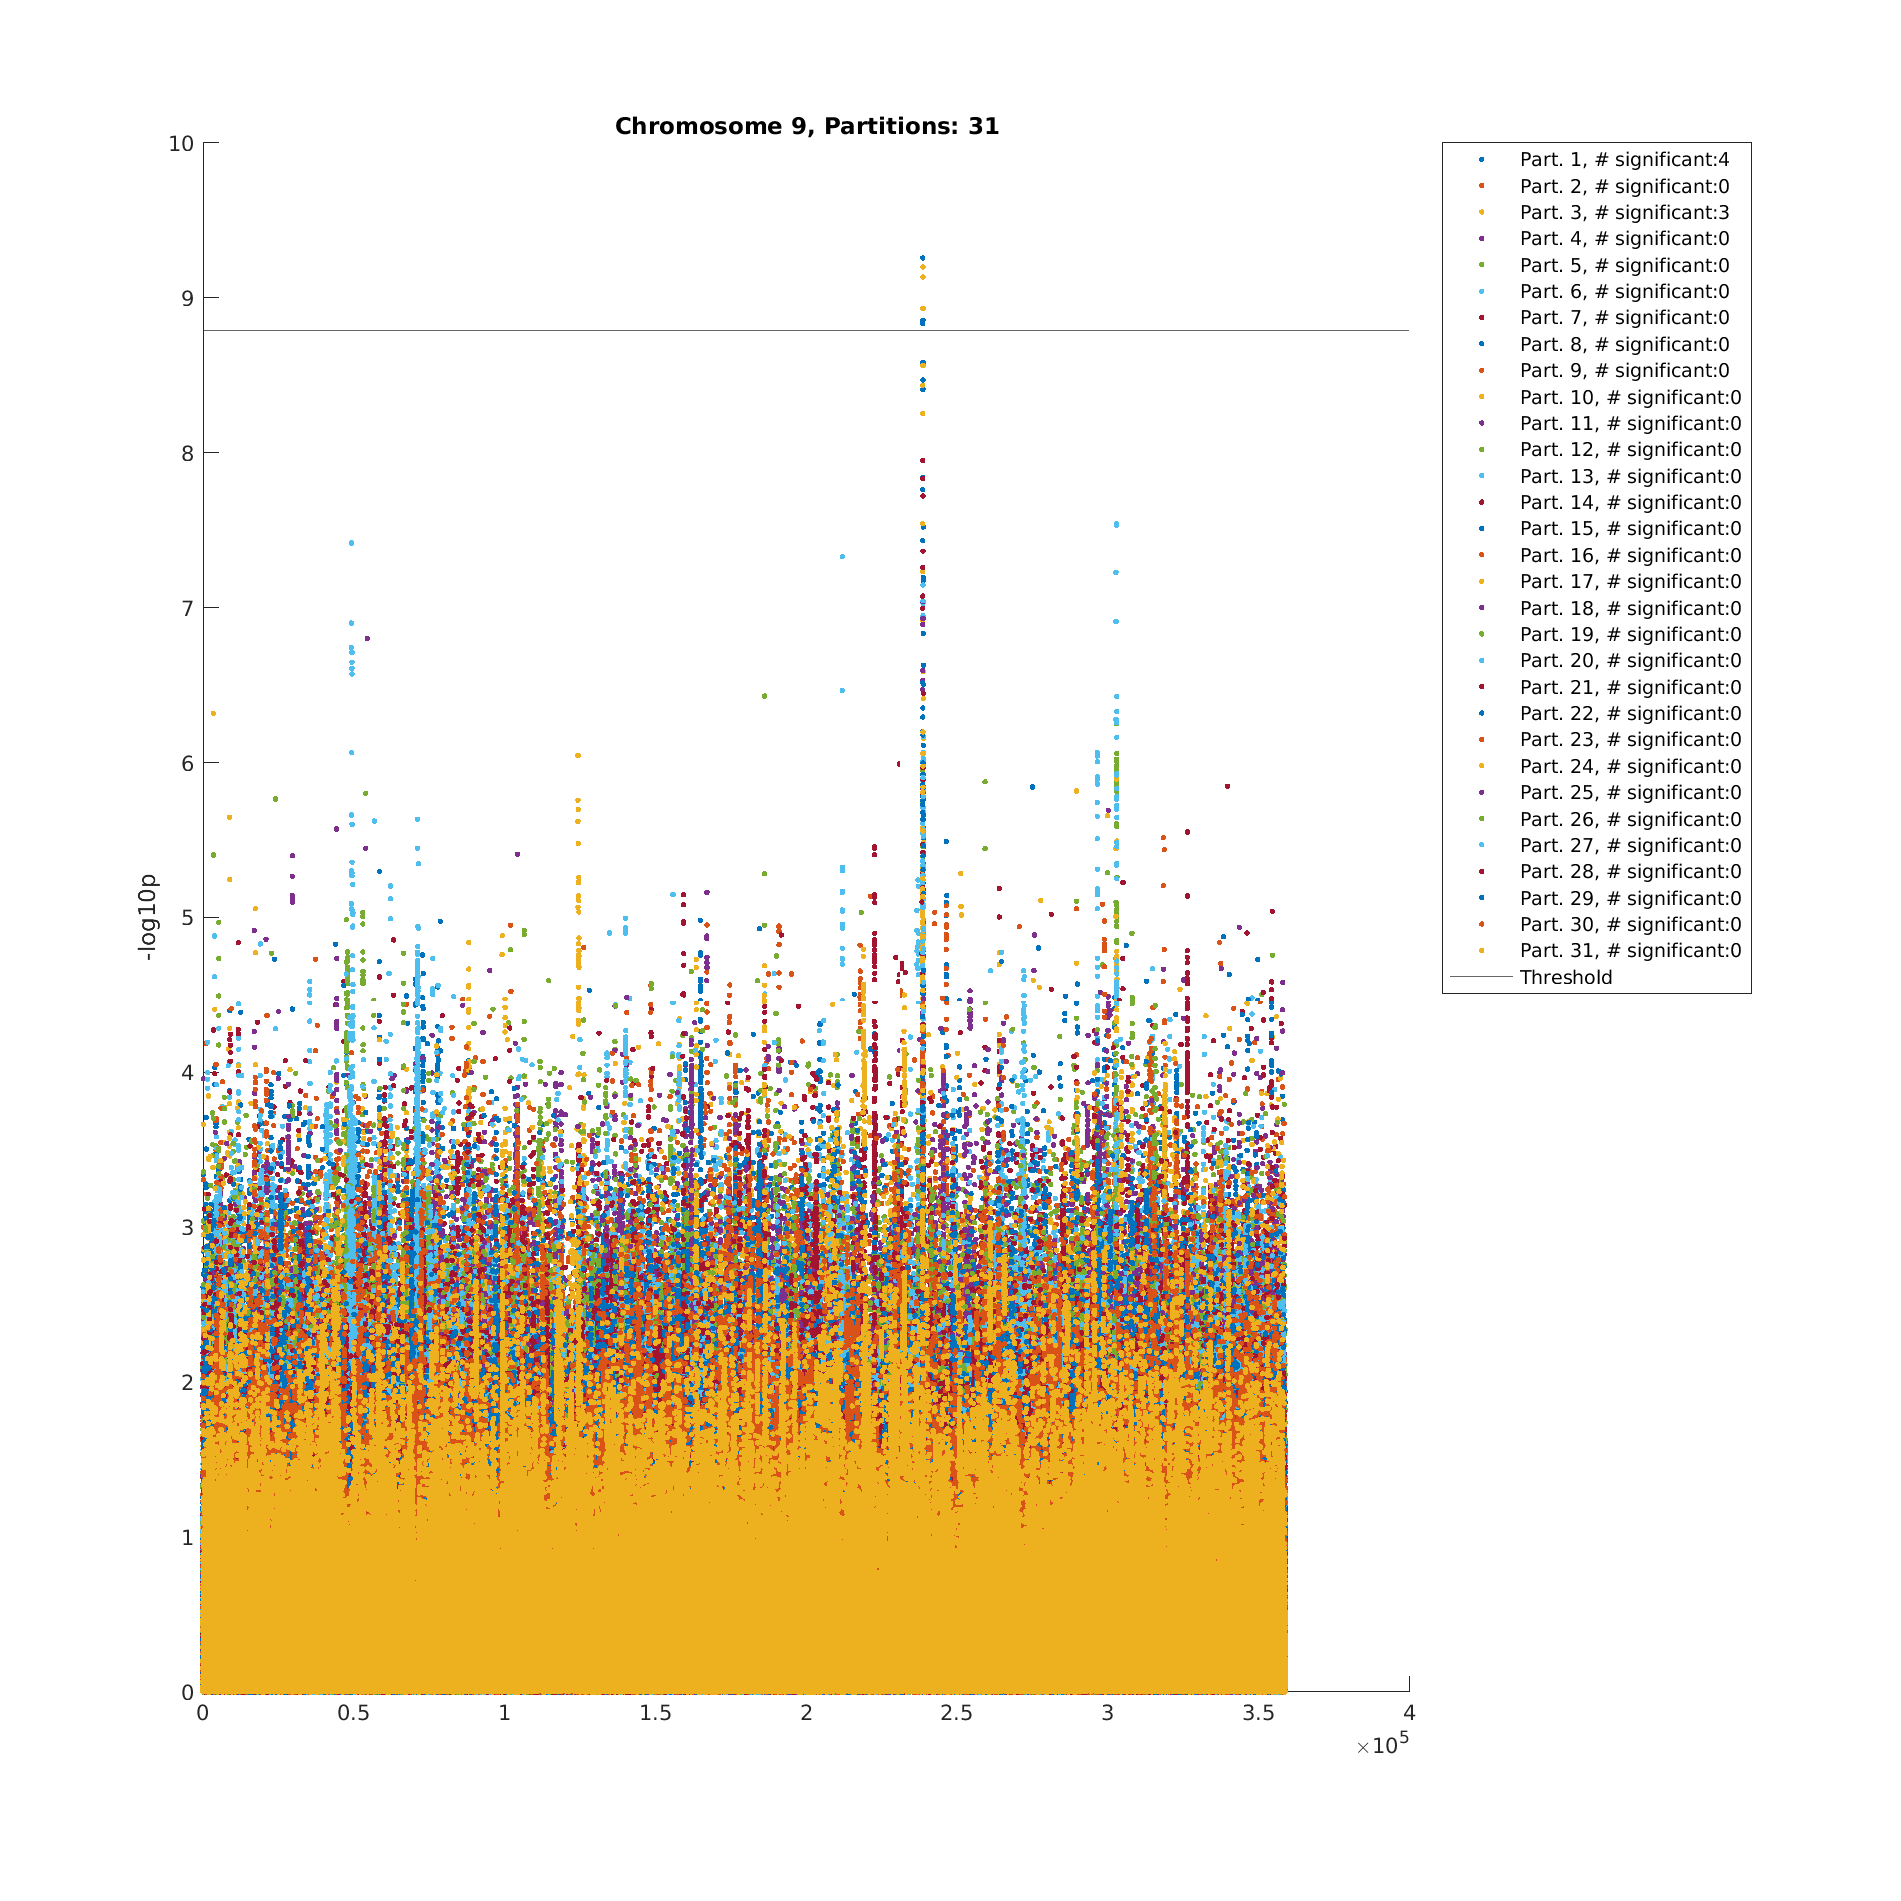 Chromosome 9, Partitions: 31
10
9
8
7
6
5
4
3
2
1
0
-log10p
0 0.5 1 1.5 2 2.5 3 3.5 4
×10⁵
Part. 1, # significant:4
Part. 2, # significant:0
Part. 3, # significant:3
Part. 4, # significant:0
Part. 5, # significant:0
Part. 6, # significant:0
Part. 7, # significant:0
Part. 8, # significant:0
Part. 9, # significant:0
Part. 10, # significant:0
Part. 11, # significant:0
Part. 12, # significant:0
Part. 13, # significant:0
Part. 14, # significant:0
Part. 15, # significant:0
Part. 16, # significant:0
Part. 17, # significant:0
Part. 18, # significant:0
Part. 19, # significant:0
Part. 20, # significant:0
Part. 21, # significant:0
Part. 22, # significant:0
Part. 23, # significant:0
Part. 24, # significant:0
Part. 25, # significant:0
Part. 26, # significant:0
Part. 27, # significant:0
Part. 28, # significant:0
Part. 29, # significant:0
Part. 30, # significant:0
Part. 31, # significant:0
Threshold